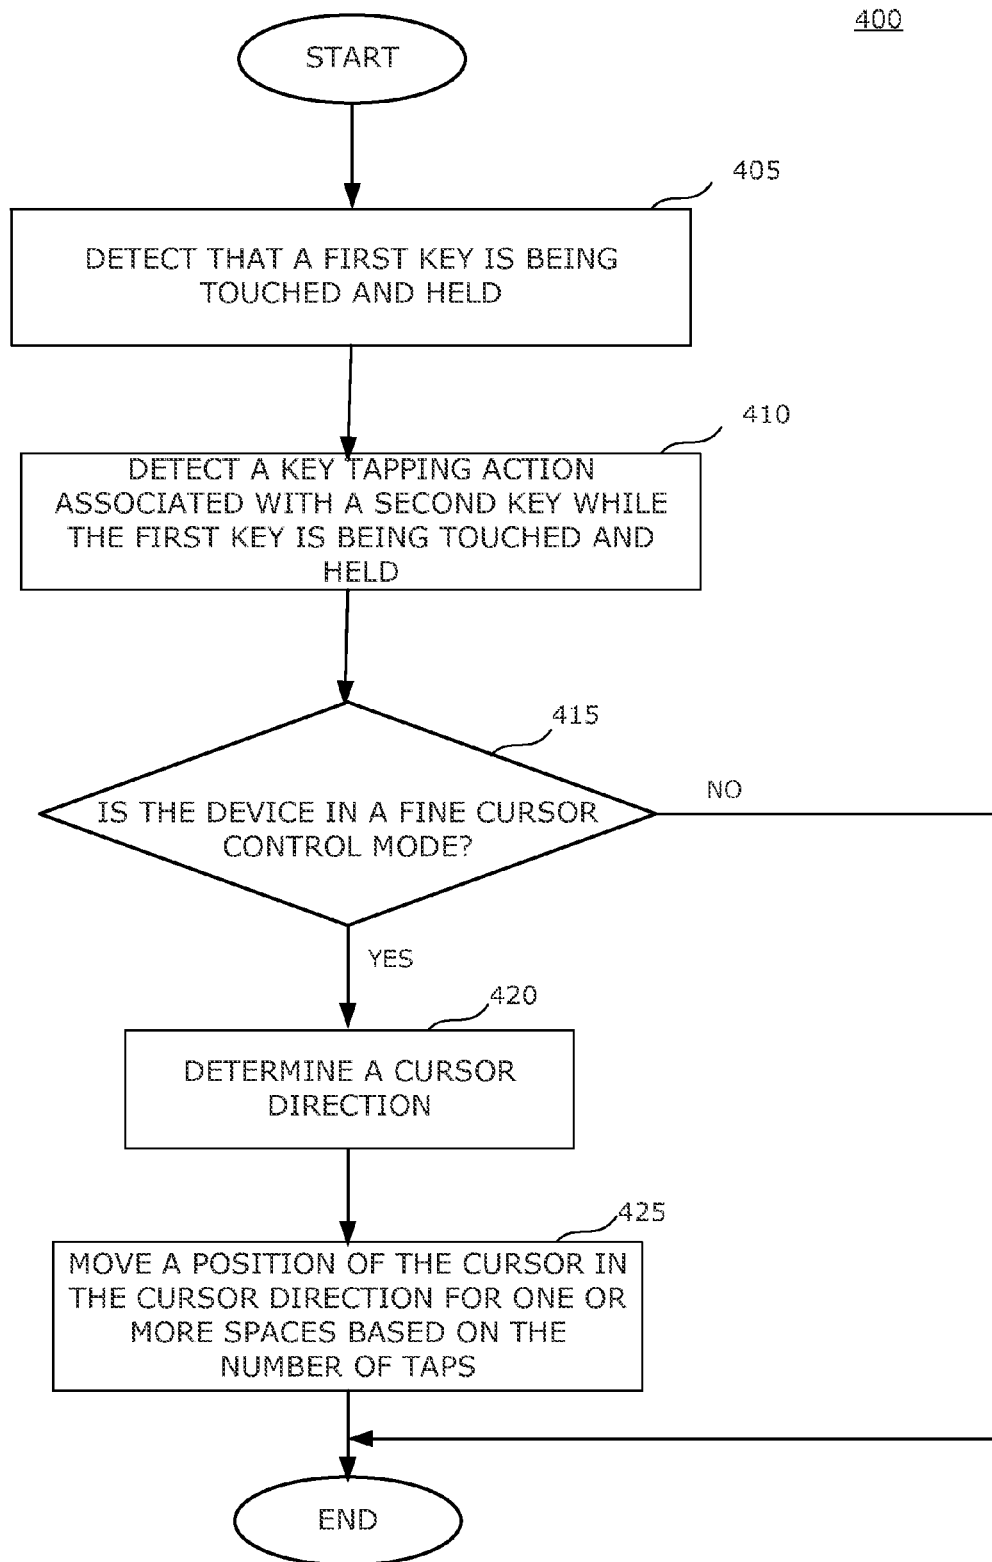 400
START
405
DETECT THAT A FIRST KEY IS BEING
TOUCHED AND HELD
410
DETECT A KEY TAPPING ACTION
ASSOCIATED WITH A SECOND KEY WHILE
THE FIRST KEY IS BEING TOUCHED AND
HELD
415
IS THE DEVICE IN A FINE CURSOR
CONTROL MODE?
NO
YES
420
DETERMINE A CURSOR
DIRECTION
425
MOVE A POSITION OF THE CURSOR IN
THE CURSOR DIRECTION FOR ONE OR
MORE SPACES BASED ON THE
NUMBER OF TAPS
END